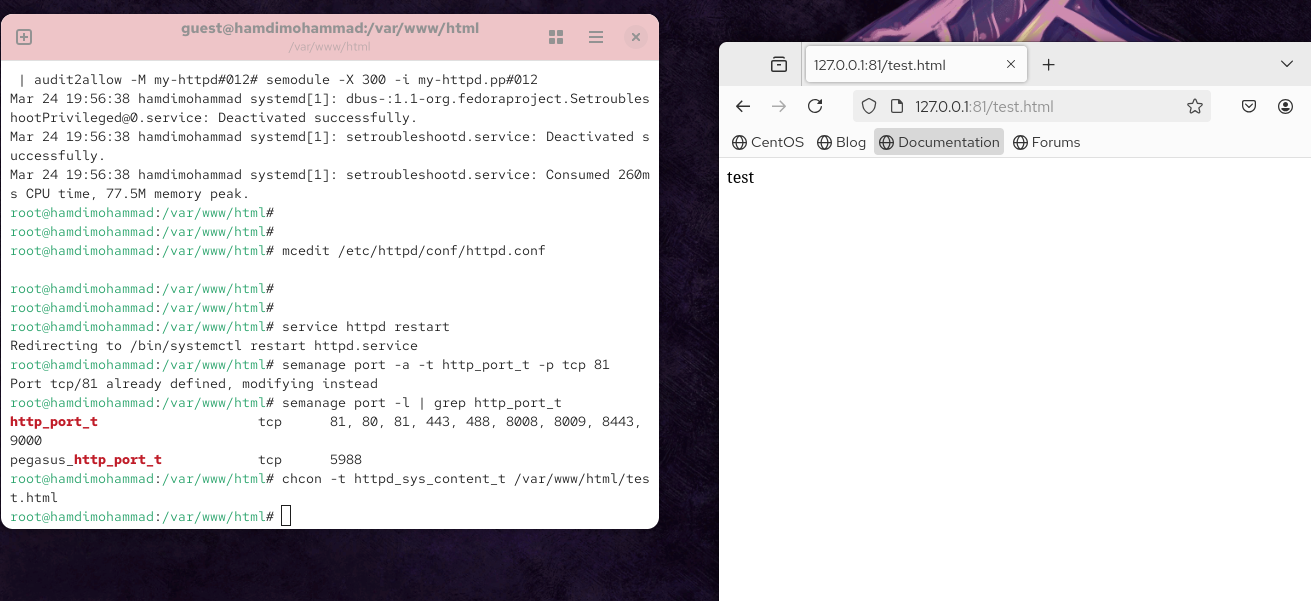 guest@hamdimohammad:/var/www/html
/var/www/html
 | audit2allow -M my-httpd#012# semodule -X 300 -i my-httpd.pp#012
Mar 24 19:56:38 hamdimohammad systemd[1]: dbus-:1.1-org.fedoraproject.Setroubles
hootPrivileged@0.service: Deactivated successfully.
Mar 24 19:56:38 hamdimohammad systemd[1]: setroubleshootd.service: Deactivated s
uccessfully.
Mar 24 19:56:38 hamdimohammad systemd[1]: setroubleshootd.service: Consumed 260m
s CPU time, 77.5M memory peak.
root@hamdimohammad:/var/www/html#
root@hamdimohammad:/var/www/html#
root@hamdimohammad:/var/www/html# mcedit /etc/httpd/conf/httpd.conf
root@hamdimohammad:/var/www/html#
root@hamdimohammad:/var/www/html#
root@hamdimohammad:/var/www/html# service httpd restart
Redirecting to /bin/systemctl restart httpd.service
root@hamdimohammad:/var/www/html# semanage port -a -t http_port_t -p tcp 81
Port tcp/81 already defined, modifying instead
root@hamdimohammad:/var/www/html# semanage port -l | grep http_port_t
http_port_t                    tcp      81, 80, 81, 443, 488, 8008, 8009, 8443,
9000
pegasus_http_port_t            tcp      5988
root@hamdimohammad:/var/www/html# chcon -t httpd_sys_content_t /var/www/html/tes
t.html
root@hamdimohammad:/var/www/html#
127.0.0.1:81/test.html
127.0.0.1:81/test.html
CentOS Blog Documentation Forums
test